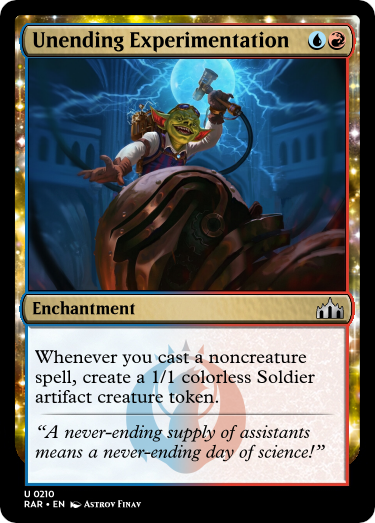 Unending Experimentation
Enchantment
Whenever you cast a noncreature
spell, create a 1/1 colorless Soldier
artifact creature token.
“A never-ending supply of assistants
means a never-ending day of science!”
U 0210
RAR • EN Astrov Finay